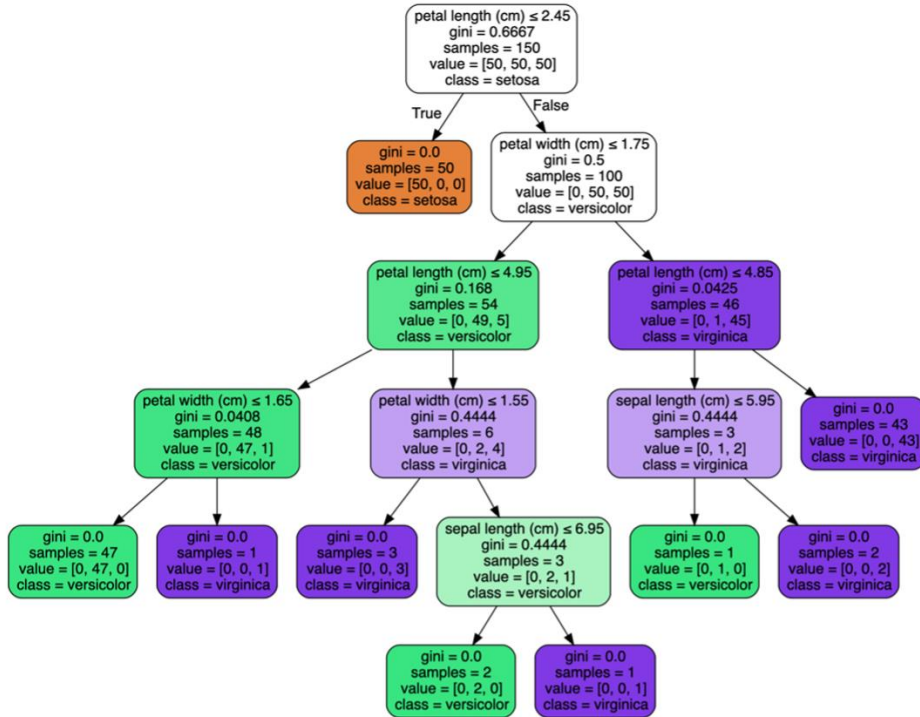 petal length (cm) ≤ 2.45
gini = 0.6667
samples = 150
value = [50, 50, 50]
class = setosa
True
False
gini = 0.0
samples = 50
value = [50, 0, 0]
class = setosa
petal width (cm) ≤ 1.75
gini = 0.5
samples = 100
value = [0, 50, 50]
class = versicolor
petal length (cm) ≤ 4.95
gini = 0.168
samples = 54
value = [0, 49, 5]
class = versicolor
petal length (cm) ≤ 4.85
gini = 0.0425
samples = 46
value = [0, 1, 45]
class = virginica
petal width (cm) ≤ 1.65
gini = 0.0408
samples = 48
value = [0, 47, 1]
class = versicolor
petal width (cm) ≤ 1.55
gini = 0.4444
samples = 6
value = [0, 2, 4]
class = virginica
sepal length (cm) ≤ 5.95
gini = 0.4444
samples = 3
value = [0, 1, 2]
class = virginica
gini = 0.0
samples = 43
value = [0, 0, 43]
class = virginica
gini = 0.0
samples = 47
value = [0, 47, 0]
class = versicolor
gini = 0.0
samples = 1
value = [0, 0, 1]
class = virginica
gini = 0.0
samples = 3
value = [0, 0, 3]
class = virginica
sepal length (cm) ≤ 6.95
gini = 0.4444
samples = 3
value = [0, 2, 1]
class = versicolor
gini = 0.0
samples = 1
value = [0, 1, 0]
class = versicolor
gini = 0.0
samples = 2
value = [0, 0, 2]
class = virginica
gini = 0.0
samples = 2
value = [0, 2, 0]
class = versicolor
gini = 0.0
samples = 1
value = [0, 0, 1]
class = virginica